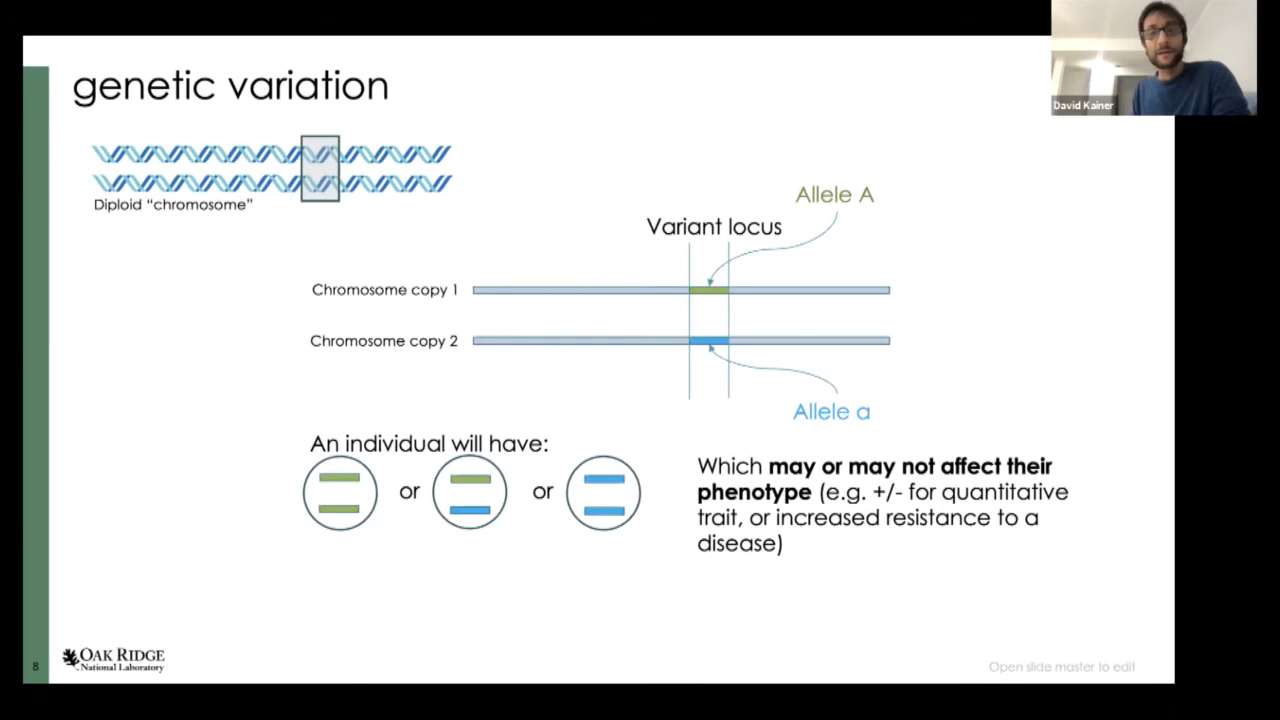 genetic variation
David Kainer
Diploid “chromosome”
Allele A
Variant locus
Chromosome copy 1
Chromosome copy 2
Allele a
An individual will have:
or
or
Which may or may not affect their
phenotype (e.g. +/- for quantitative
trait, or increased resistance to a
disease)
8
OAK RIDGE
National Laboratory
Open slide master to edit